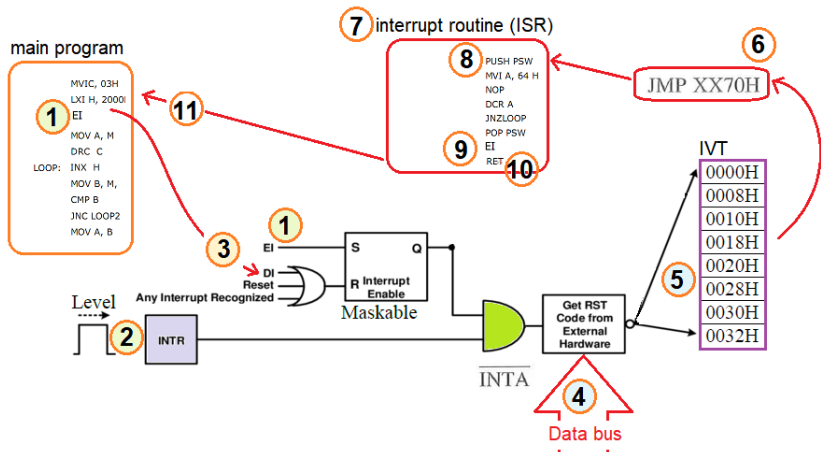 7 interrupt routine (ISR)
main program
MVIC, 03H
LXI H, 2000
1 EI
MOV A, M
DRC C
LOOP: INX H
MOV B, M,
CMP B
JNC LOOP2
MOV A, B
11
8 PUSH PSW
MVI A, 64 H
NOP
DCR A
JNZLOOP
POP PSW
9 EI
RET 10
6
JMP XX70H
IVT
0000H
0008H
0010H
0018H
0020H
0028H
0030H
0032H
5
3
1
EI
DI
Reset
Any Interrupt Recognized
S Q
R Interrupt
Enable
Maskable
Level
2
INTR
INTA
Get RST
Code from
External
Hardware
4
Data bus